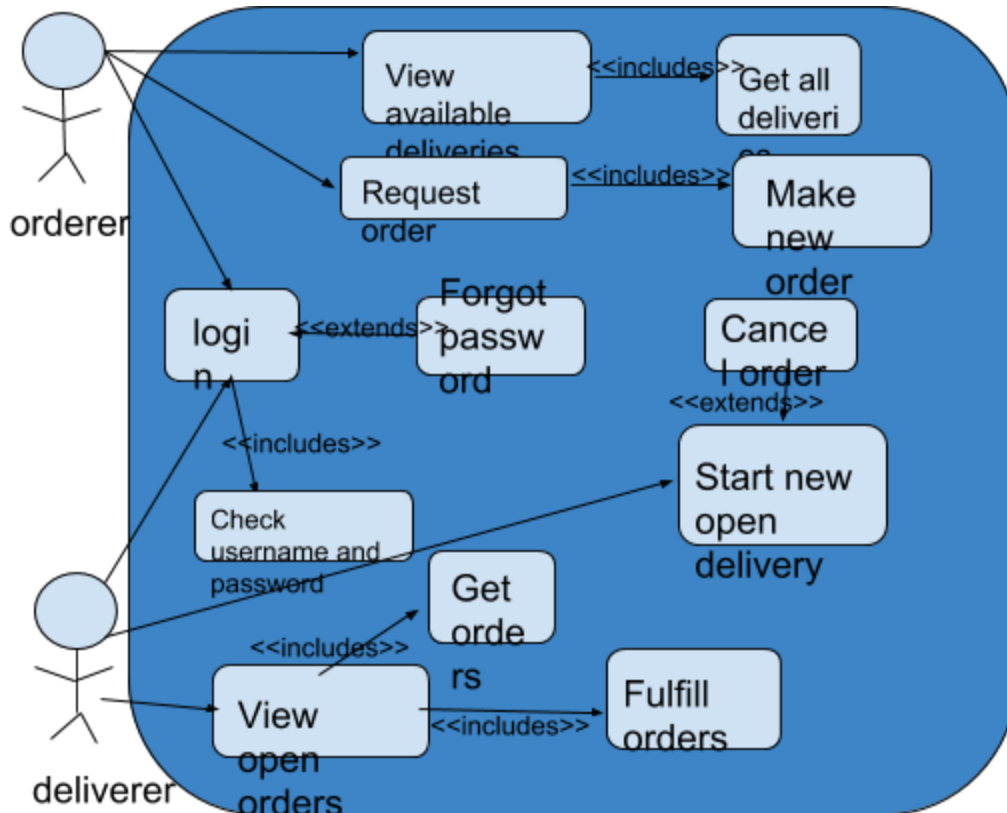 View
available
deliveries
<<includes>>
Get all
deliveri
es
orderer
Request
order
<<includes>>
Make
new
order
logi
n
<<extends>>
Forgot
passw
ord
Cance
l order
<<extends>>
<<includes>>
Start new
open
delivery
Check
username and
password
Get
orde
rs
<<includes>>
View
open
orders
<<includes>>
Fulfill
orders
deliverer